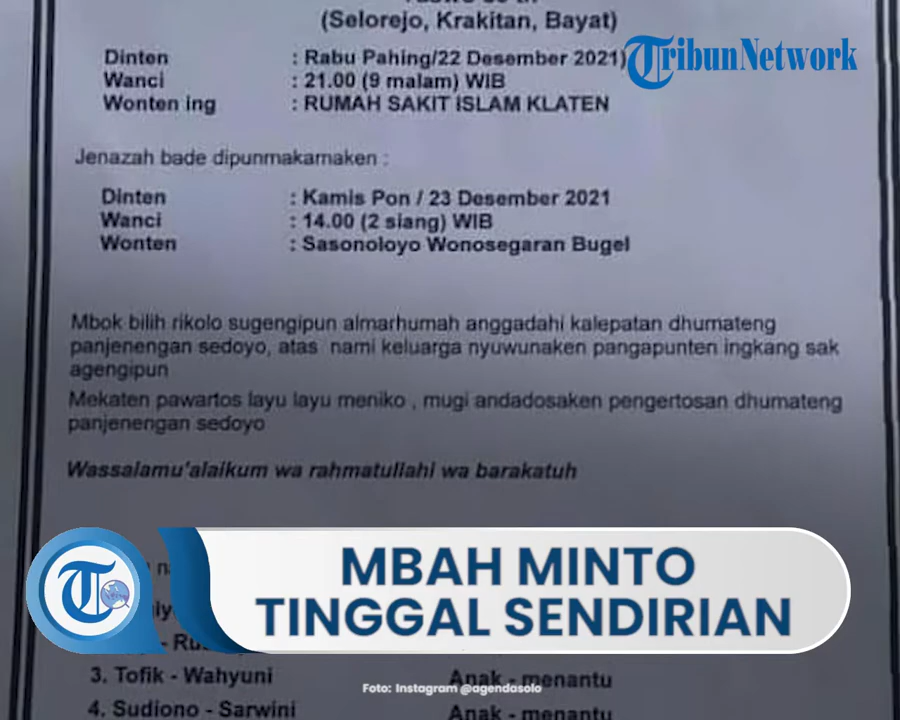 (Selorejo, Krakitan, Bayat)
Dinten : Rabu Pahing/22 Desember 2021)
TribunNetwork
Wanci : 21.00 (9 malam) WIB
Wonten ing : RUMAH SAKIT ISLAM KLATEN
Jenazah bade dipunmakamaken :
Dinten : Kamis Pon / 23 Desember 2021
Wanci : 14.00 (2 siang) WIB
Wonten : Sasonoloyo Wonosegaran Bugel
Mbok bilih rikolo sugengipun almarhumah anggadahi kalepatan dhumateng
panjenengan sedoyo, atas nami keluarga nyuwunaken pangapunten ingkang sak
agengipun
Mekaten pawartos layu layu meniko , mugi andadosaken pengertosan dhumateng
panjenengan sedoyo
Wassalamu'alaikum wa rahmatullahi wa barakatuh
MBAH MINTO
TINGGAL SENDIRIAN
3. Tofik - Wahyuni Anak - menantu
Foto: Instagram @agendasolo
4. Sudiono - Sarwini Anak - menantu